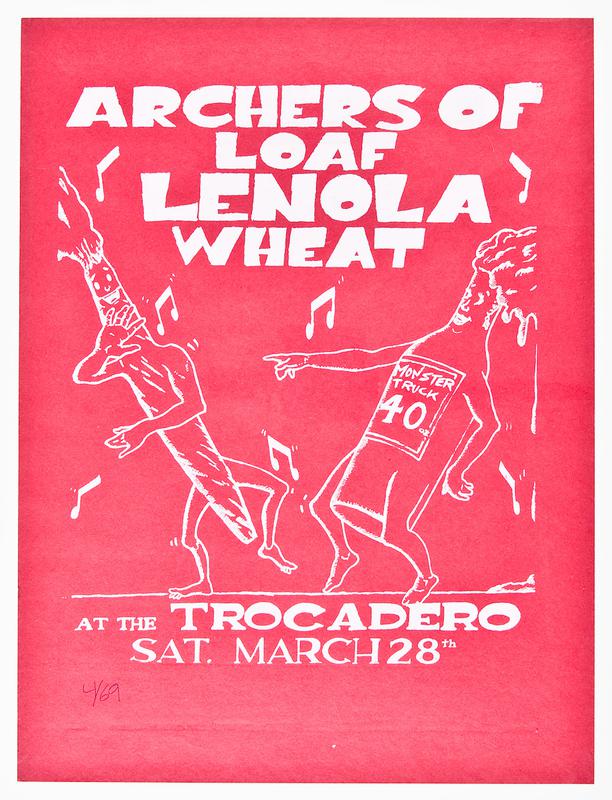 ARCHERS OF
LOAF
LENOLA
WHEAT
MONSTER
TRUCK
40 oz
AT THE TROCADERO
SAT. MARCH 28th
4/69